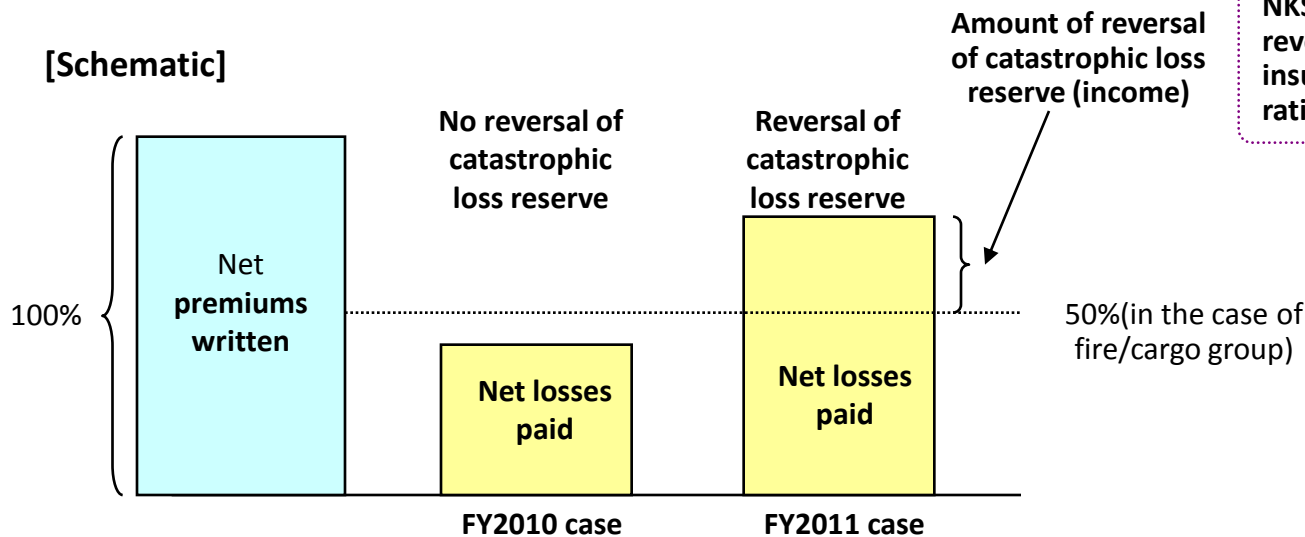 [Schematic]
Amount of reversal
of catastrophic loss
reserve (income)
No reversal of
catastrophic
loss reserve
Reversal of
catastrophic
loss reserve
Net
premiums
written
100%
50%(in the case of
fire/cargo group)
Net losses
paid
Net losses
paid
FY2010 case
FY2011 case